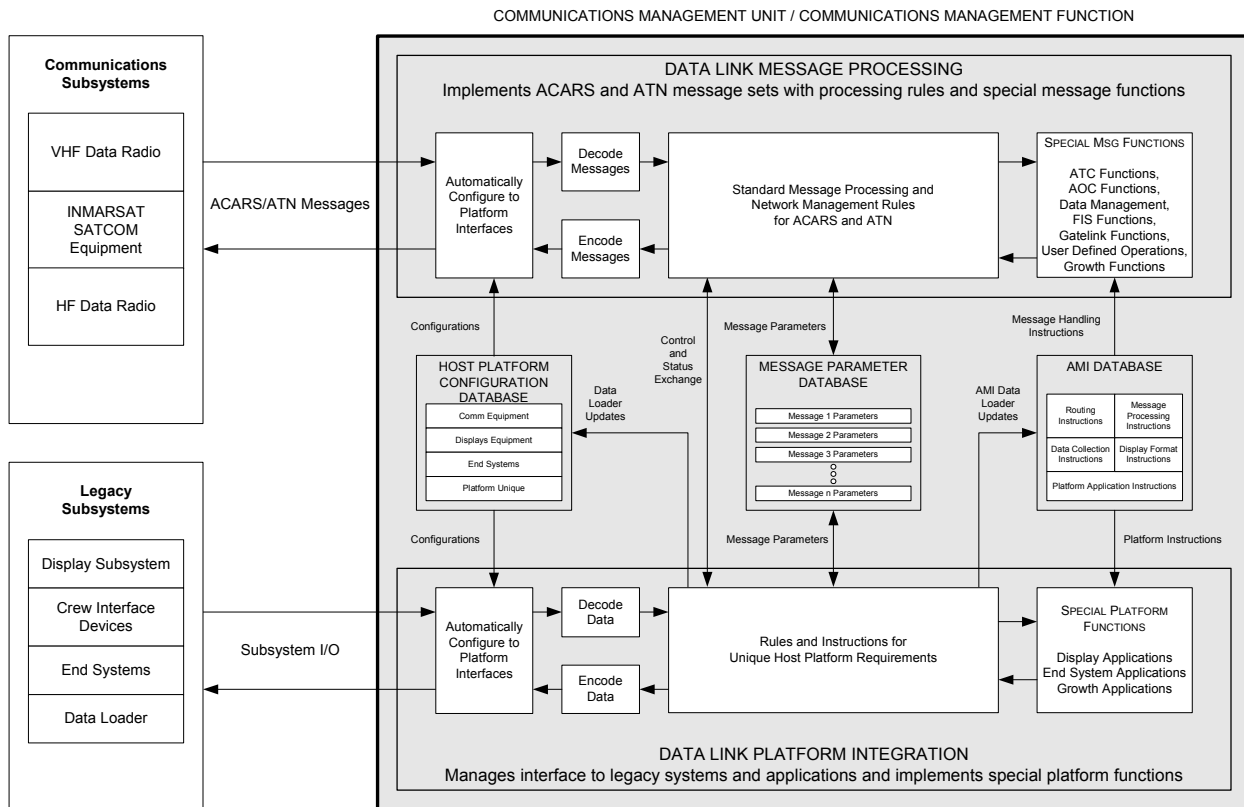 COMMUNICATIONS MANAGEMENT UNIT / COMMUNICATIONS MANAGEMENT FUNCTION
Communications
Subsystems
VHF Data Radio
INMARSAT
SATCOM
Equipment
HF Data Radio
ACARS/ATN Messages
DATA LINK MESSAGE PROCESSING
Implements ACARS and ATN message sets with processing rules and special message functions
Automatically
Configure to
Platform
Interfaces
Decode
Messages
Encode
Messages
Standard Message Processing and
Network Management Rules
for ACARS and ATN
SPECIAL MSG FUNCTIONS
ATC Functions,
AOC Functions,
Data Management,
FIS Functions,
Gatelink Functions,
User Defined Operations,
Growth Functions
Configurations
Control
and
Status
Exchange
Message Parameters
Message Handling
Instructions
HOST PLATFORM
CONFIGURATION
DATABASE
Comm Equipment
Displays Equipment
End Systems
Platform Unique
Data
Loader
Updates
MESSAGE PARAMETER
DATABASE
Message 1 Parameters
Message 2 Parameters
Message 3 Parameters
Message n Parameters
AMI Data
Loader
Updates
AMI DATABASE
Routing
Instructions
Message
Processing
Instructions
Data Collection
Instructions
Display Format
Instructions
Platform Application Instructions
Configurations
Message Parameters
Platform Instructions
Legacy
Subsystems
Display Subsystem
Crew Interface
Devices
End Systems
Data Loader
Subsystem I/O
Automatically
Configure to
Platform
Interfaces
Decode
Data
Encode
Data
Rules and Instructions for
Unique Host Platform Requirements
SPECIAL PLATFORM
FUNCTIONS
Display Applications
End System Applications
Growth Applications
DATA LINK PLATFORM INTEGRATION
Manages interface to legacy systems and applications and implements special platform functions